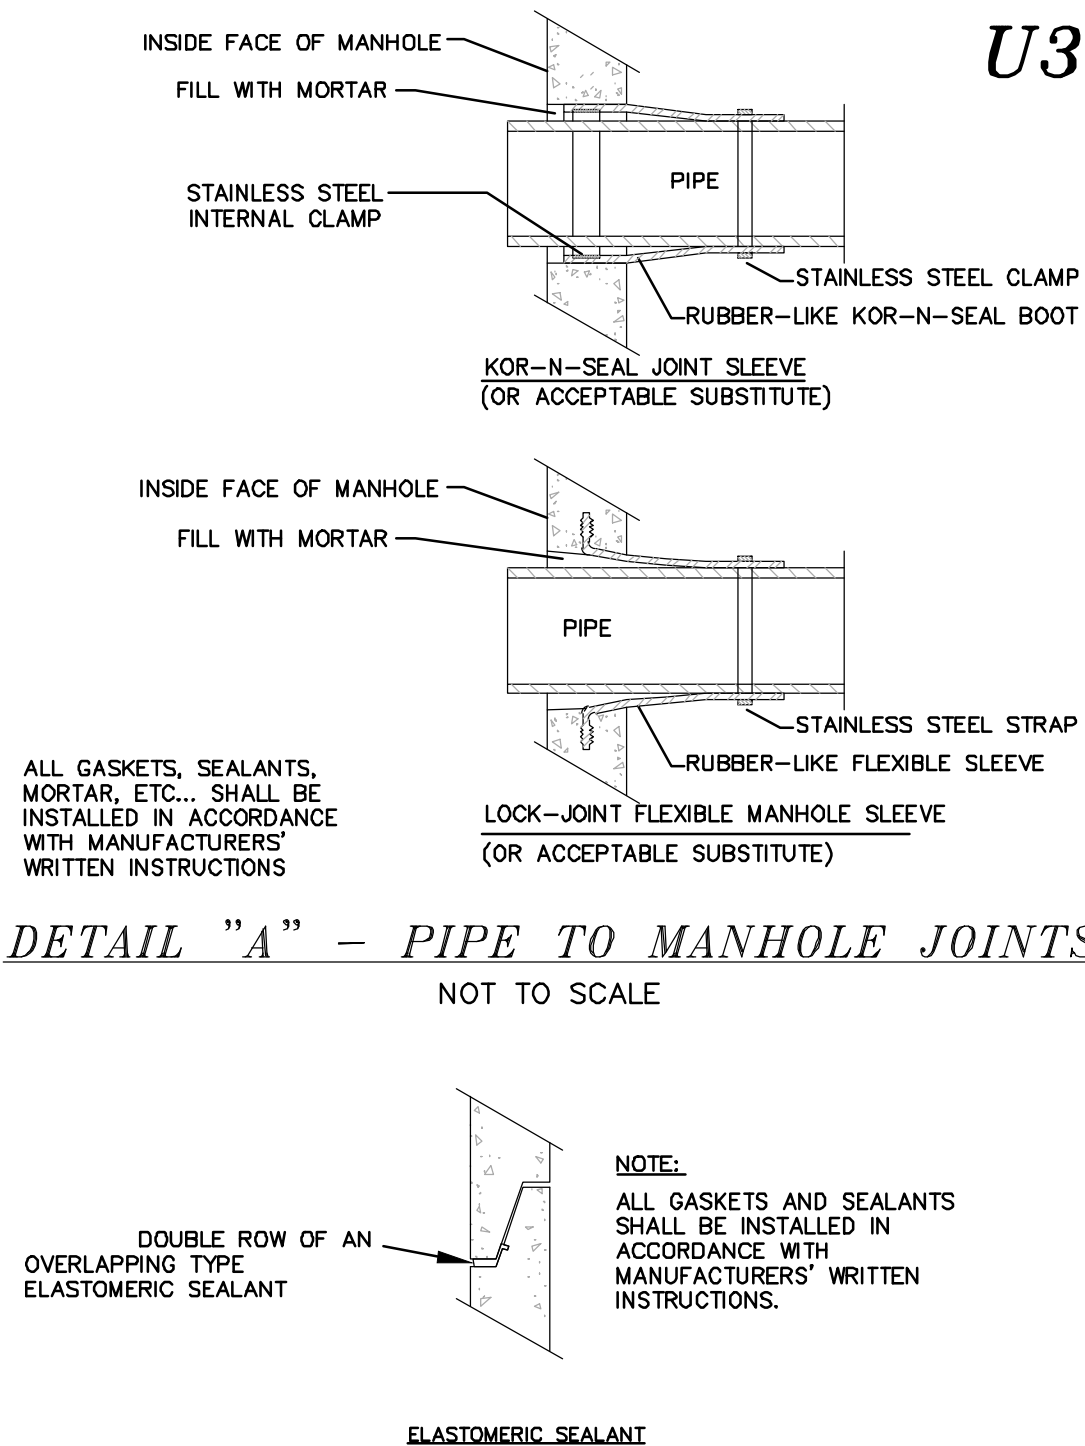 U3
INSIDE FACE OF MANHOLE
FILL WITH MORTAR
PIPE
STAINLESS STEEL
INTERNAL CLAMP
STAINLESS STEEL CLAMP
RUBBER-LIKE KOR-N-SEAL BOOT
KOR-N-SEAL JOINT SLEEVE
(OR ACCEPTABLE SUBSTITUTE)
INSIDE FACE OF MANHOLE
FILL WITH MORTAR
PIPE
STAINLESS STEEL STRAP
RUBBER-LIKE FLEXIBLE SLEEVE
ALL GASKETS, SEALANTS,
MORTAR, ETC... SHALL BE
INSTALLED IN ACCORDANCE
WITH MANUFACTURERS'
WRITTEN INSTRUCTIONS
LOCK-JOINT FLEXIBLE MANHOLE SLEEVE
(OR ACCEPTABLE SUBSTITUTE)
DETAIL "A" - PIPE TO MANHOLE JOINTS
NOT TO SCALE
DOUBLE ROW OF AN
OVERLAPPING TYPE
ELASTOMERIC SEALANT
NOTE:
ALL GASKETS AND SEALANTS
SHALL BE INSTALLED IN
ACCORDANCE WITH
MANUFACTURERS' WRITTEN
INSTRUCTIONS.
ELASTOMERIC SEALANT